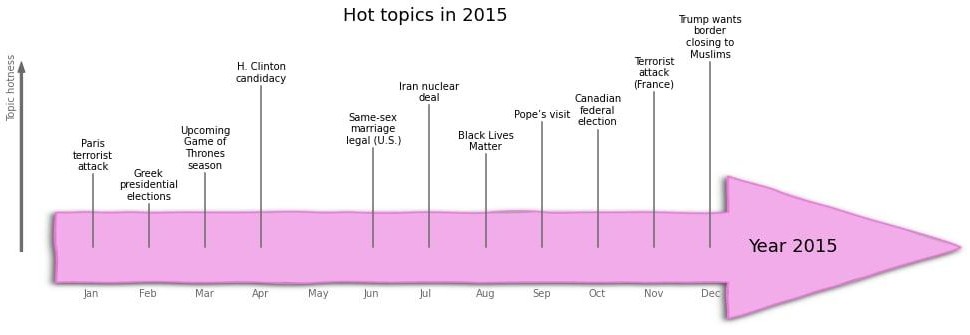 Hot topics in 2015
Topic hotness
Paris
terrorist
attack
Greek
presidential
elections
Upcoming
Game of
Thrones
season
H. Clinton
candidacy
Same-sex
marriage
legal (U.S.)
Iran nuclear
deal
Black Lives
Matter
Pope's visit
Canadian
federal
election
Terrorist
attack
(France)
Trump wants
border
closing to
Muslims
Year 2015
Jan
Feb
Mar
Apr
May
Jun
Jul
Aug
Sep
Oct
Nov
Dec